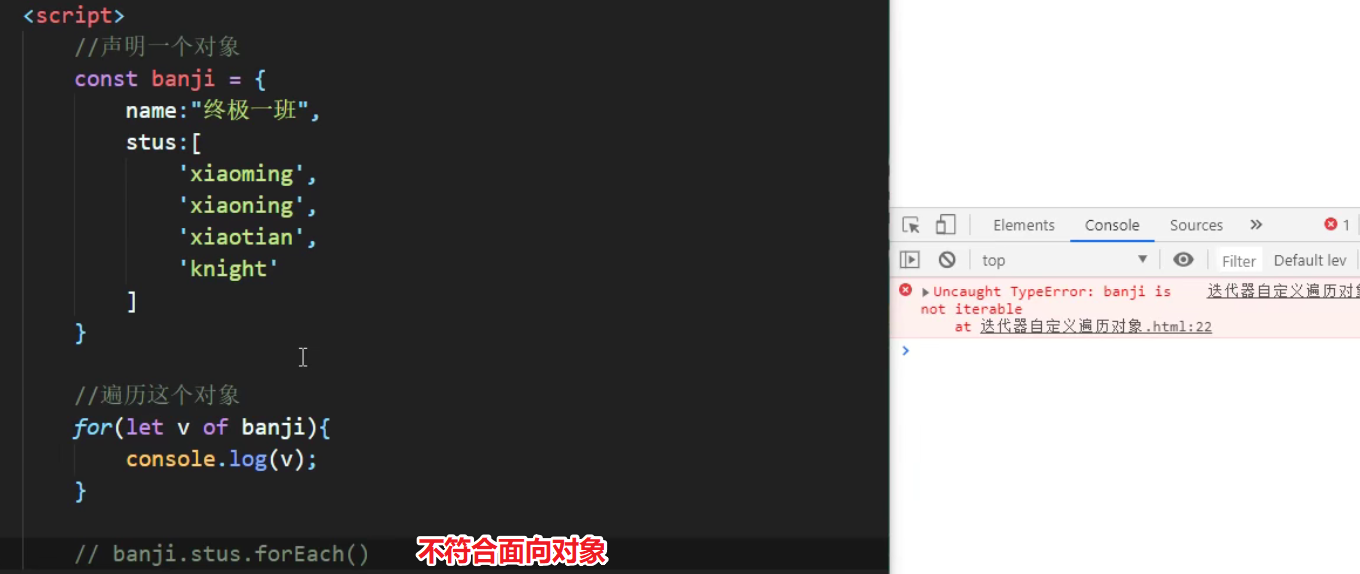 <script>
//声明一个对象
const banji = {
name:"终极一班",
stus:[
'xiaoming',
'xiaoning',
'xiaotian',
'knight'
]
}
//遍历这个对象
for(let v of banji){
console.log(v);
}
// banji.stus.forEach()
不符合面向对象
Elements Console Sources » 1
top Filter Default lev
Uncaught TypeError: banji is 迭代器自定义遍历对
not iterable
at 迭代器自定义遍历对象.html:22